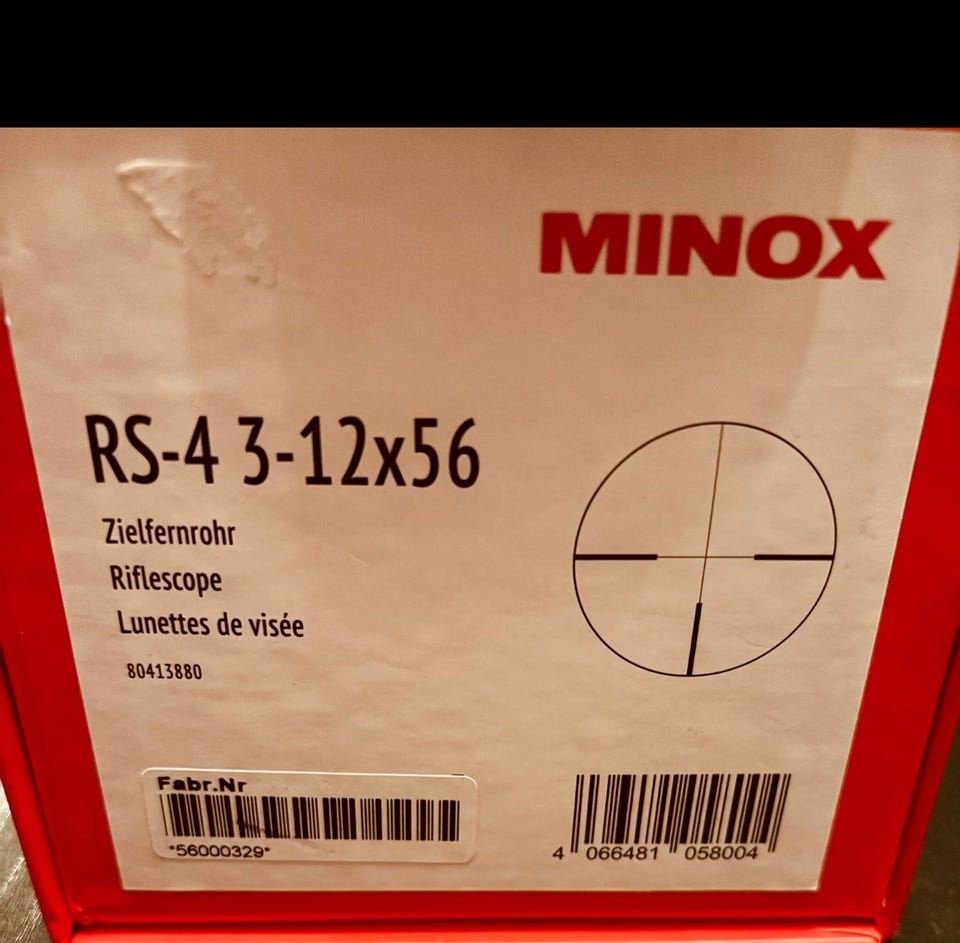 MINOX
RS-4 3-12x56
Zielfernrohr
Riflescope
Lunettes de visée
80413880
Fabr.Nr
*56000329*
4 066481 058004